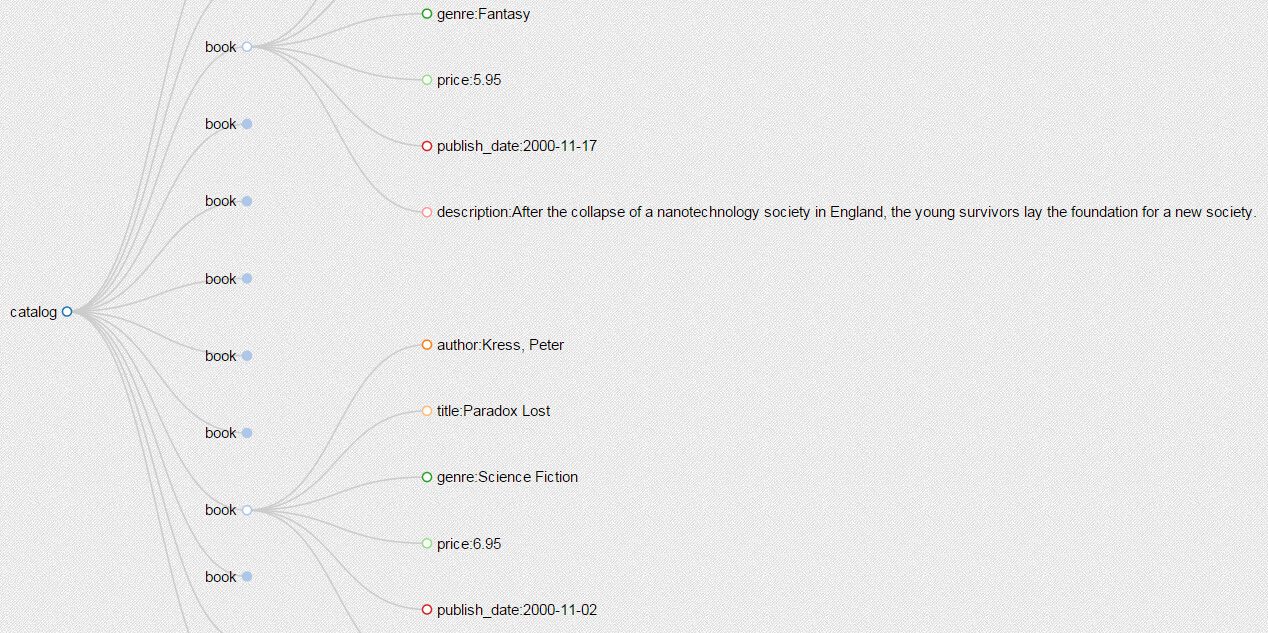 genre:Fantasy
book
price:5.95
book
publish_date:2000-11-17
book
description:After the collapse of a nanotechnology society in England, the young survivors lay the foundation for a new society.
book
catalog
author:Kress, Peter
book
title:Paradox Lost
book
genre:Science Fiction
book
price:6.95
book
publish_date:2000-11-02